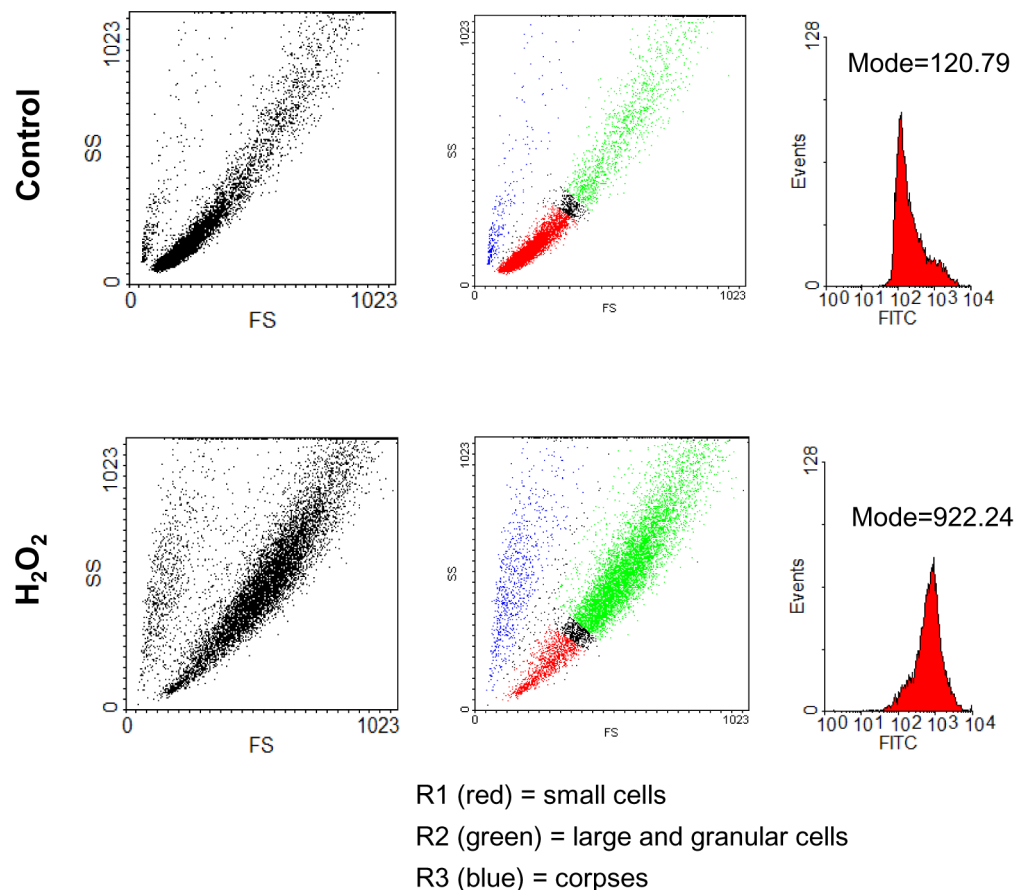 Control
1023
SS
0
0
1023
FS
1023
SS
0
0
1023
FS
128
Mode=120.79
Events
10⁰ 10¹ 10² 10³ 10⁴
FITC
H₂O₂
1023
SS
0
0
1023
FS
1023
SS
0
0
1023
FS
128
Mode=922.24
Events
10⁰ 10¹ 10² 10³ 10⁴
FITC
R1 (red) = small cells
R2 (green) = large and granular cells
R3 (blue) = corpses